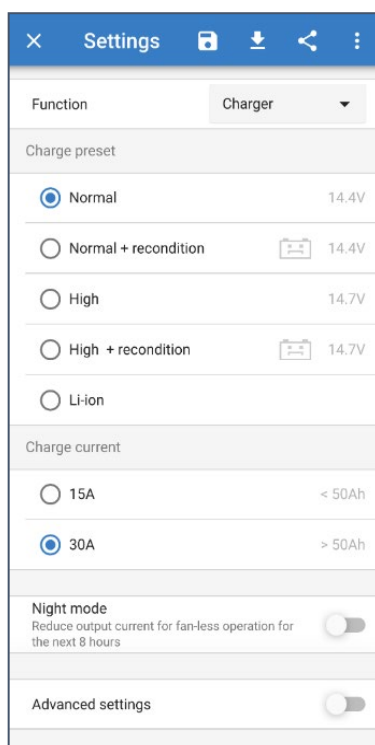 Settings
Function Charger
Charge preset
Normal 14.4V
Normal + recondition 14.4V
High 14.7V
High + recondition 14.7V
Li-ion
Charge current
15A < 50Ah
30A > 50Ah
Night mode
Reduce output current for fan-less operation for
the next 8 hours
Advanced settings